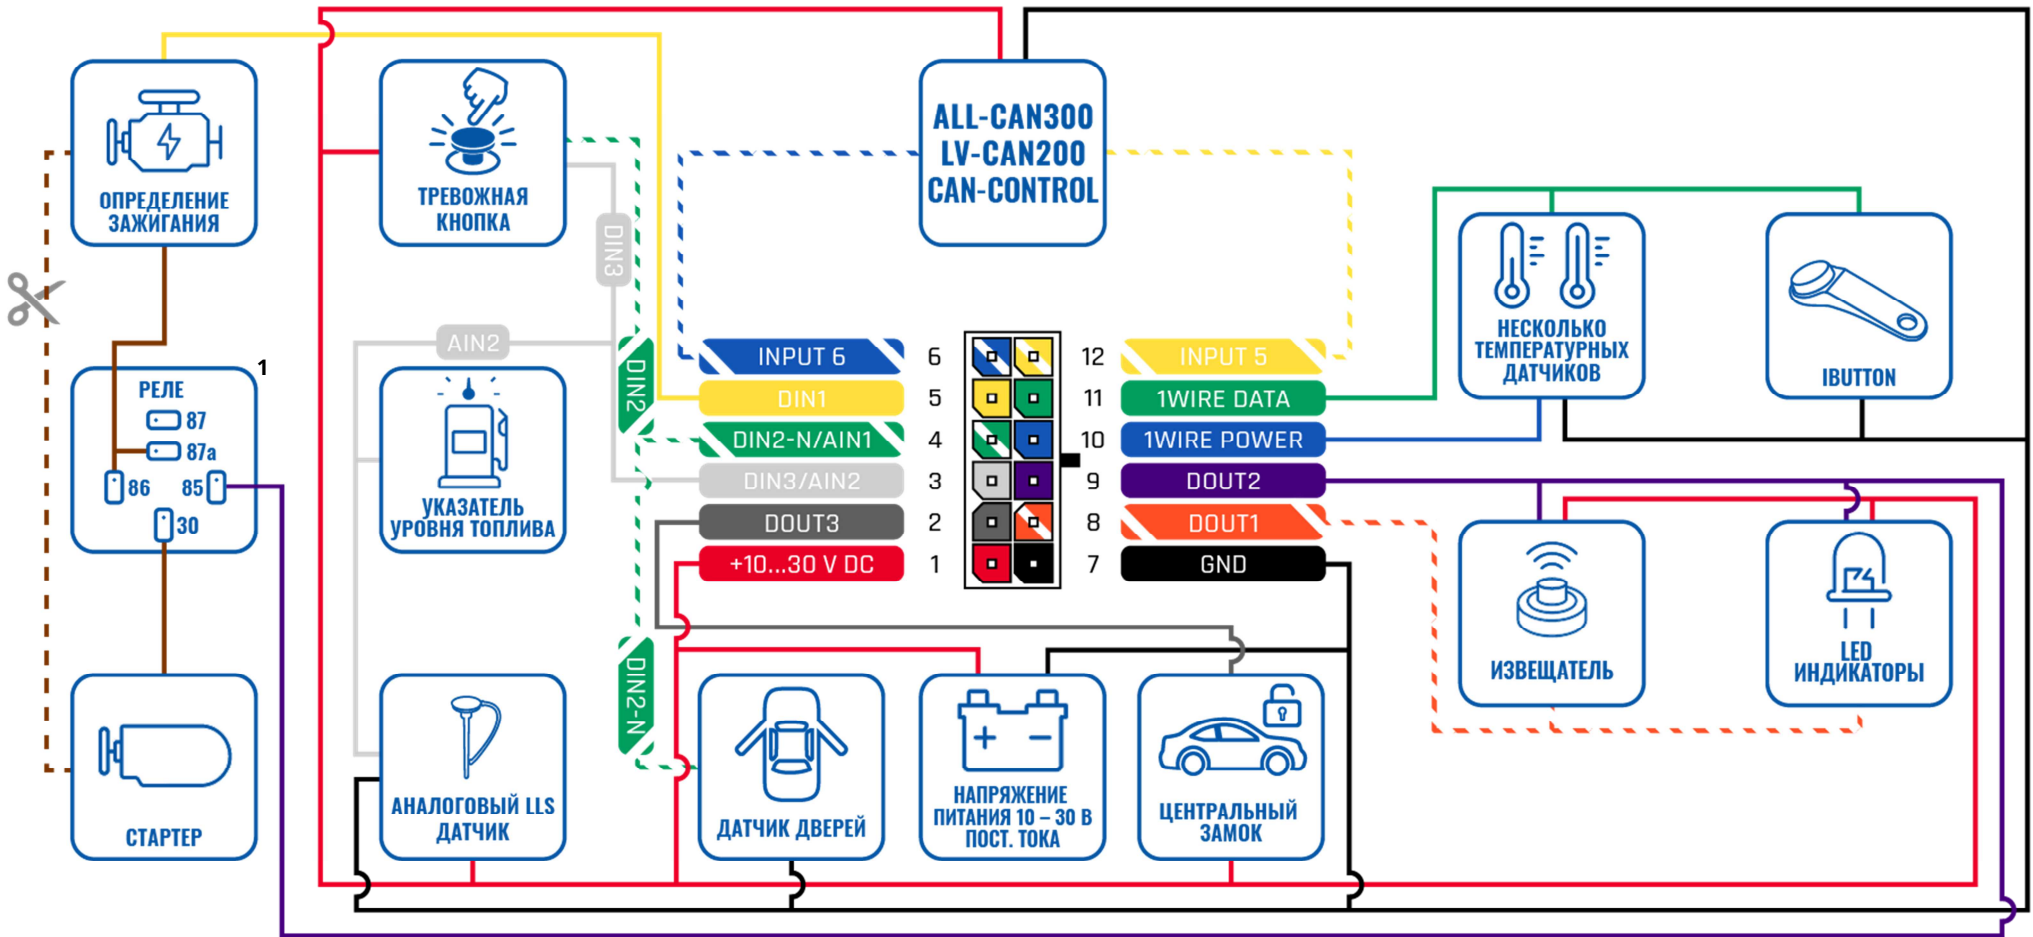 ОПРЕДЕЛЕНИЕ
ЗАЖИГАНИЯ
ТРЕВОЖНАЯ
КНОПКА
ALL-CAN300
LV-CAN200
CAN-CONTROL
НЕСКОЛЬКО
ТЕМПЕРАТУРНЫХ
ДАТЧИКОВ
IBUTTON
DIN3
AIN2
DIN2
DIN2-N
РЕЛЕ
1
87
87a
86
85
30
УКАЗАТЕЛЬ
УРОВНЯ ТОПЛИВА
INPUT 6
6
12
INPUT 5
DIN1
5
11
1WIRE DATA
DIN2-N/AIN1
4
10
1WIRE POWER
DIN3/AIN2
3
9
DOUT2
DOUT3
2
8
DOUT1
+10...30 V DC
1
7
GND
ИЗВЕЩАТЕЛЬ
LED
ИНДИКАТОРЫ
СТАРТЕР
АНАЛОГОВЫЙ LLS
ДАТЧИК
ДАТЧИК ДВЕРЕЙ
НАПРЯЖЕНИЕ
ПИТАНИЯ 10 – 30 В
ПОСТ. ТОКА
ЦЕНТРАЛЬНЫЙ
ЗАМОК